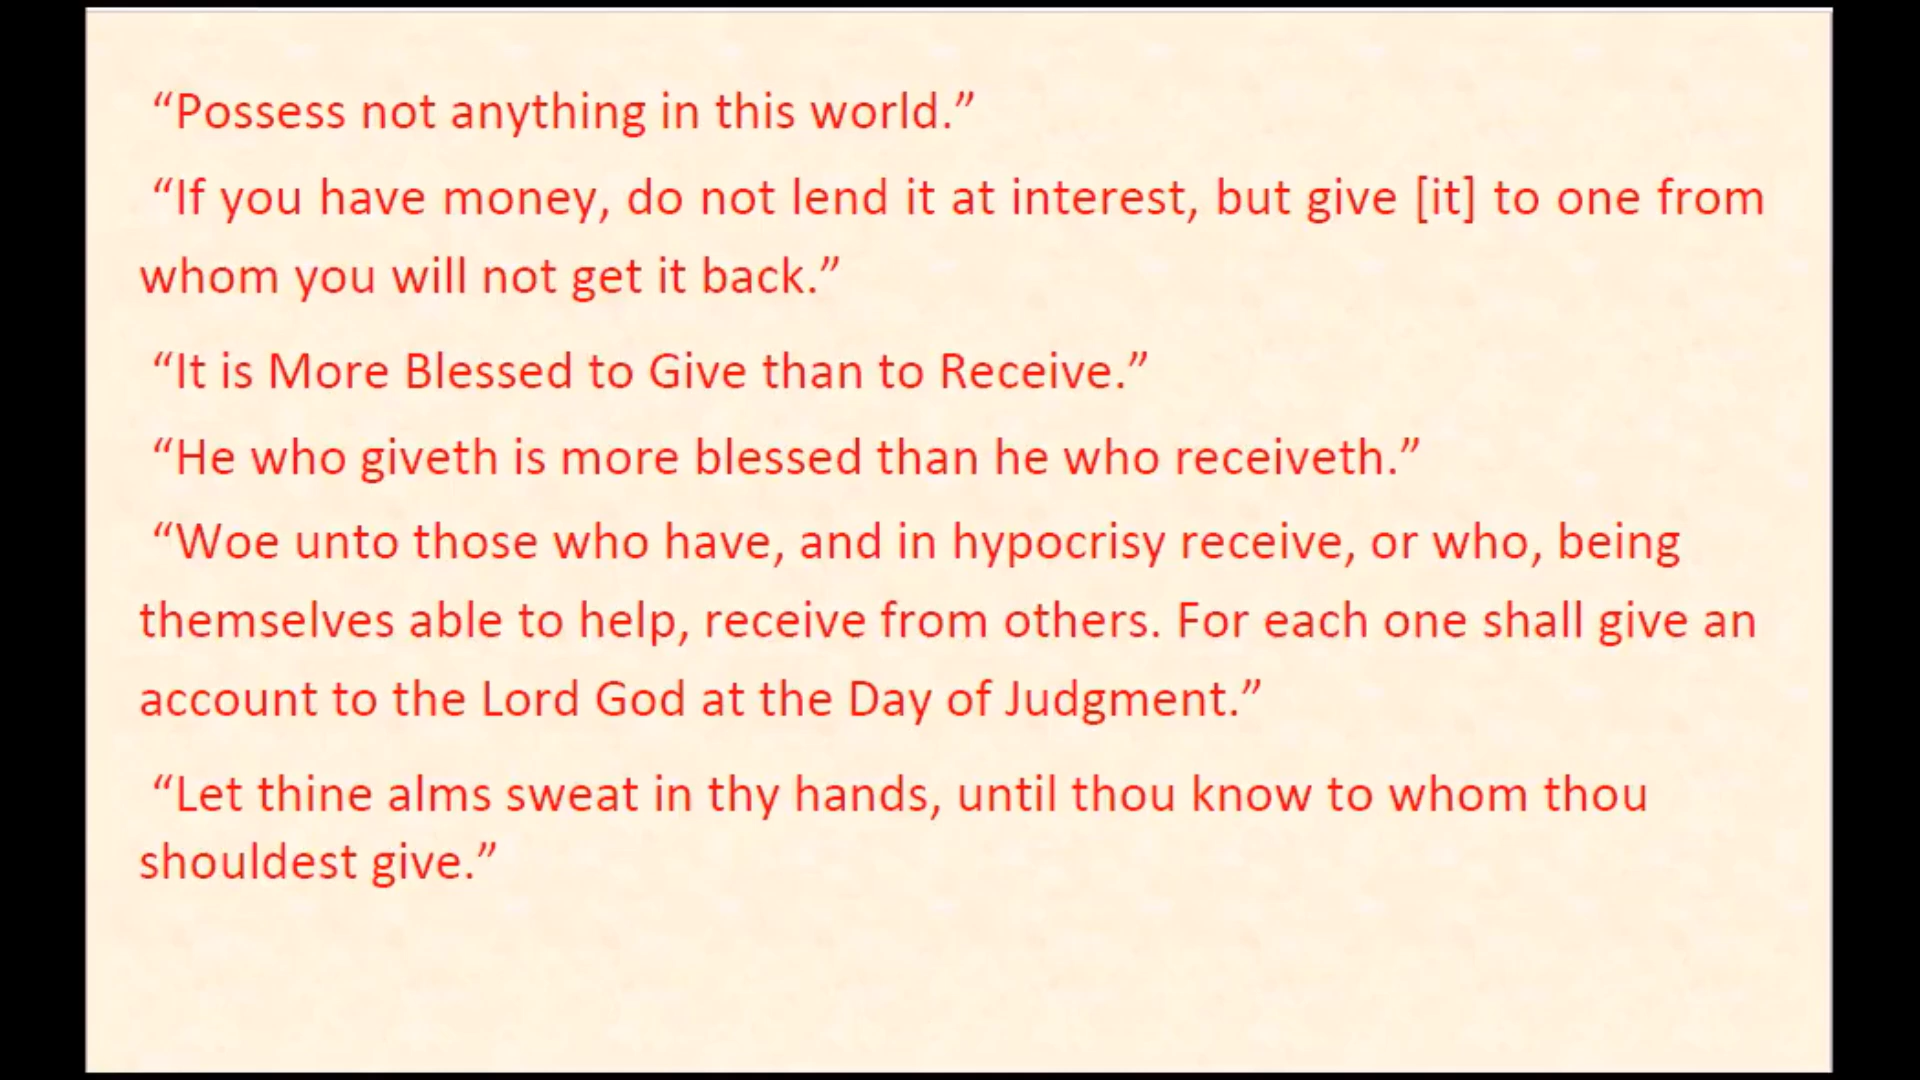 “Possess not anything in this world.”
“If you have money, do not lend it at interest, but give [it] to one from
whom you will not get it back.”
“It is More Blessed to Give than to Receive.”
“He who giveth is more blessed than he who receiveth.”
“Woe unto those who have, and in hypocrisy receive, or who, being
themselves able to help, receive from others. For each one shall give an
account to the Lord God at the Day of Judgment.”
“Let thine alms sweat in thy hands, until thou know to whom thou
shouldest give.”